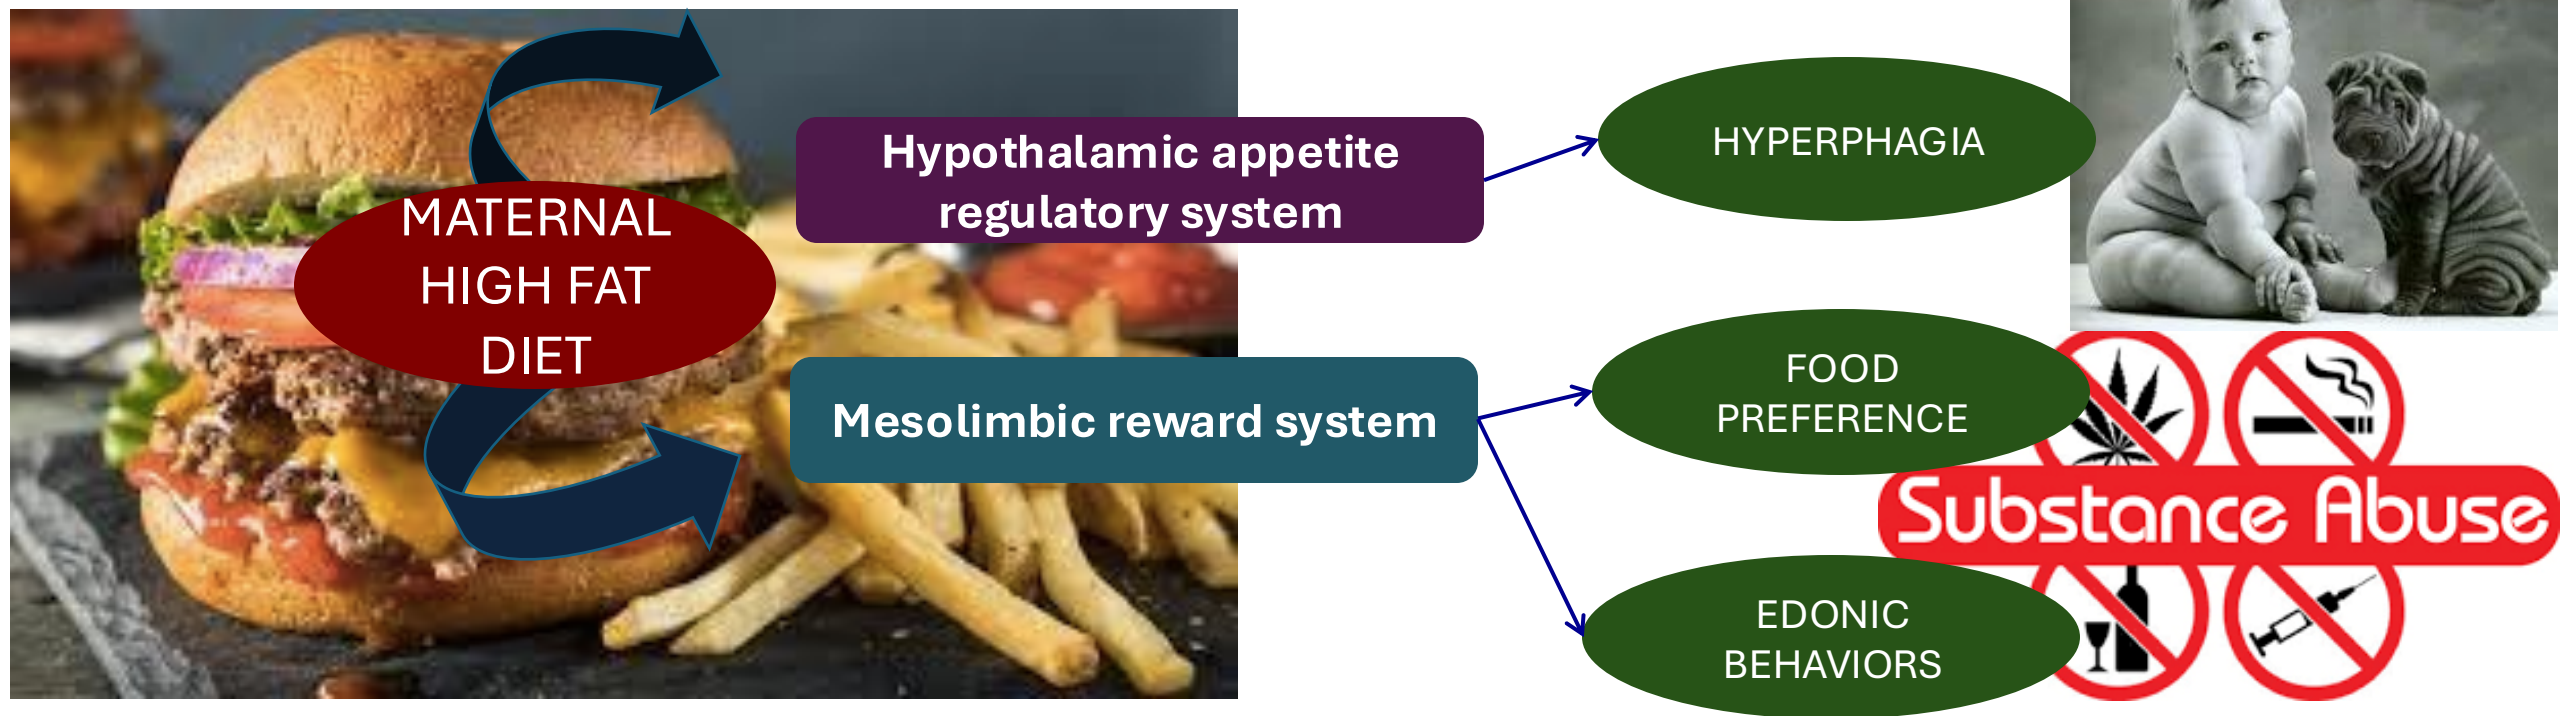 MATERNAL
HIGH FAT
DIET
Hypothalamic appetite
regulatory system
Mesolimbic reward system
HYPERPHAGIA
FOOD
PREFERENCE
EDONIC
BEHAVIORS
Substance Abuse